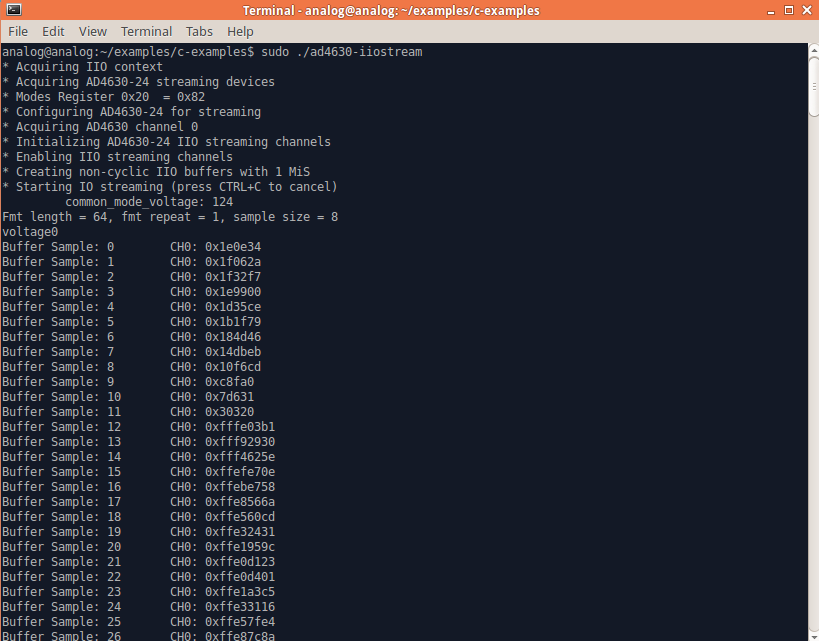 Terminal - analog@analog: ~/examples/c-examples
File Edit View Terminal Tabs Help
analog@analog:~/examples/c-examples$ sudo ./ad4630-iiostream
* Acquiring IIO context
* Acquiring AD4630-24 streaming devices
* Modes Register 0x20  = 0x82
* Configuring AD4630-24 for streaming
* Acquiring AD4630 channel 0
* Initializing AD4630-24 IIO streaming channels
* Enabling IIO streaming channels
* Creating non-cyclic IIO buffers with 1 MiS
* Starting IO streaming (press CTRL+C to cancel)
common_mode_voltage: 124
Fmt length = 64, fmt repeat = 1, sample size = 8
voltage0
Buffer Sample: 0 CH0: 0x1e0e34
Buffer Sample: 1 CH0: 0x1f062a
Buffer Sample: 2 CH0: 0x1f32f7
Buffer Sample: 3 CH0: 0x1e9900
Buffer Sample: 4 CH0: 0x1d35ce
Buffer Sample: 5 CH0: 0x1b1f79
Buffer Sample: 6 CH0: 0x184d46
Buffer Sample: 7 CH0: 0x14dbeb
Buffer Sample: 8 CH0: 0x10f6cd
Buffer Sample: 9 CH0: 0xc8fa0
Buffer Sample: 10 CH0: 0x7d631
Buffer Sample: 11 CH0: 0x30320
Buffer Sample: 12 CH0: 0xfffe03b1
Buffer Sample: 13 CH0: 0xfff92930
Buffer Sample: 14 CH0: 0xfff4625e
Buffer Sample: 15 CH0: 0xffefe70e
Buffer Sample: 16 CH0: 0xffebe758
Buffer Sample: 17 CH0: 0xffe8566a
Buffer Sample: 18 CH0: 0xffe560cd
Buffer Sample: 19 CH0: 0xffe32431
Buffer Sample: 20 CH0: 0xffe1959c
Buffer Sample: 21 CH0: 0xffe0d123
Buffer Sample: 22 CH0: 0xffe0d401
Buffer Sample: 23 CH0: 0xffe1a3c5
Buffer Sample: 24 CH0: 0xffe33116
Buffer Sample: 25 CH0: 0xffe57fe4
Buffer Sample: 26 CH0: 0xffe87c8a